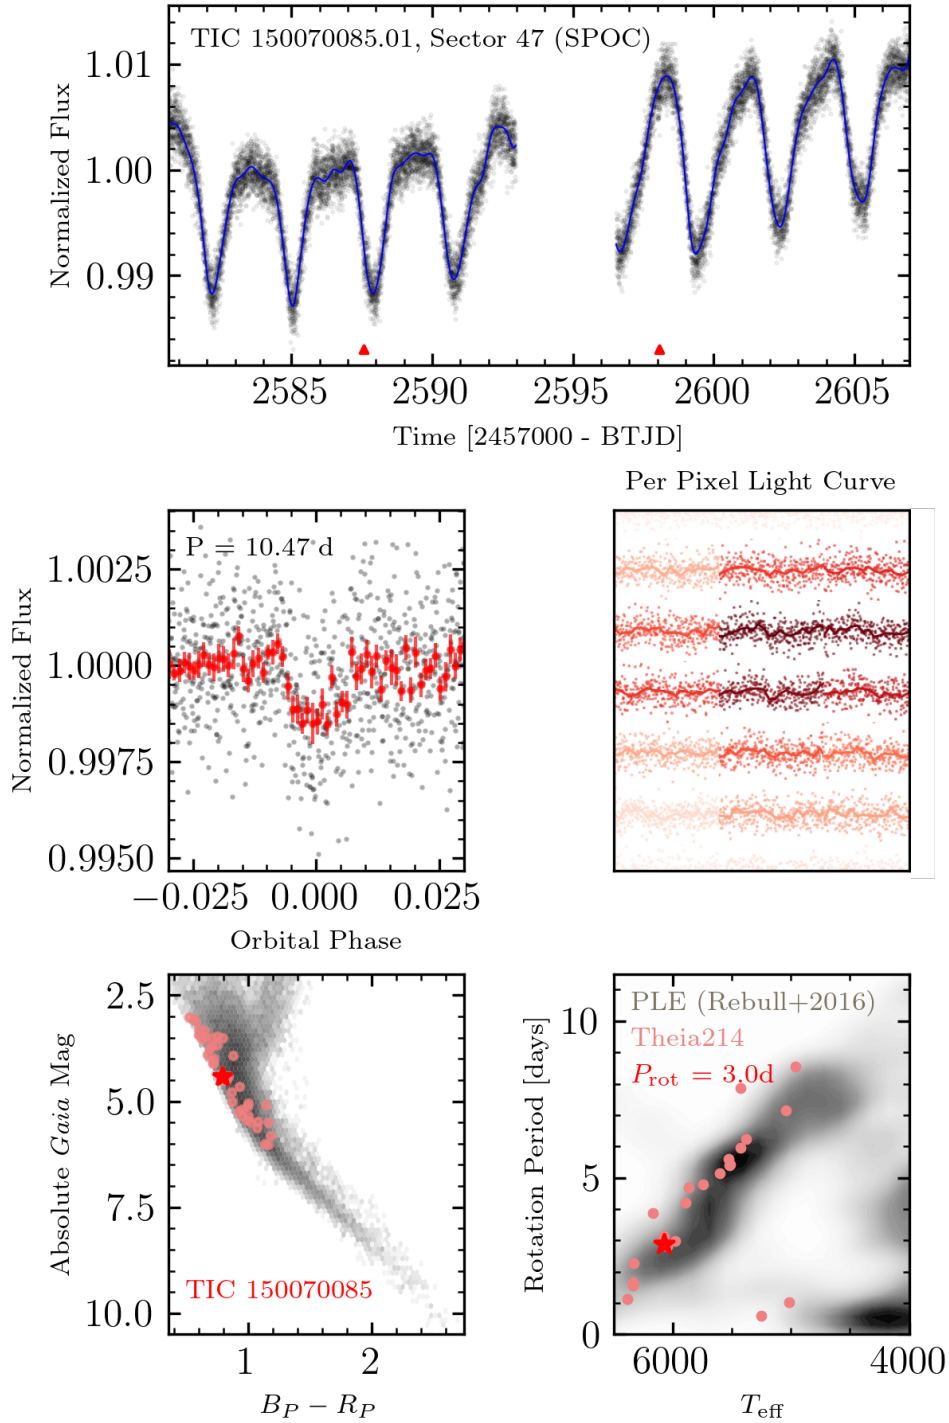 TIC 150070085.01, Sector 47 (SPOC)
1.01
1.00
0.99
Normalized Flux
2585
2590
2595
2600
2605
Time [2457000 - BTJD]
Per Pixel Light Curve
P = 10.47 d
1.0025
1.0000
0.9975
0.9950
Normalized Flux
−0.025
0.000
0.025
Orbital Phase
2.5
5.0
7.5
10.0
Absolute Gaia Mag
TIC 150070085
1
2
B_P − R_P
PLE (Rebull+2016)
Theia214
P_rot = 3.0d
10
5
0
Rotation Period [days]
6000
4000
T_eff